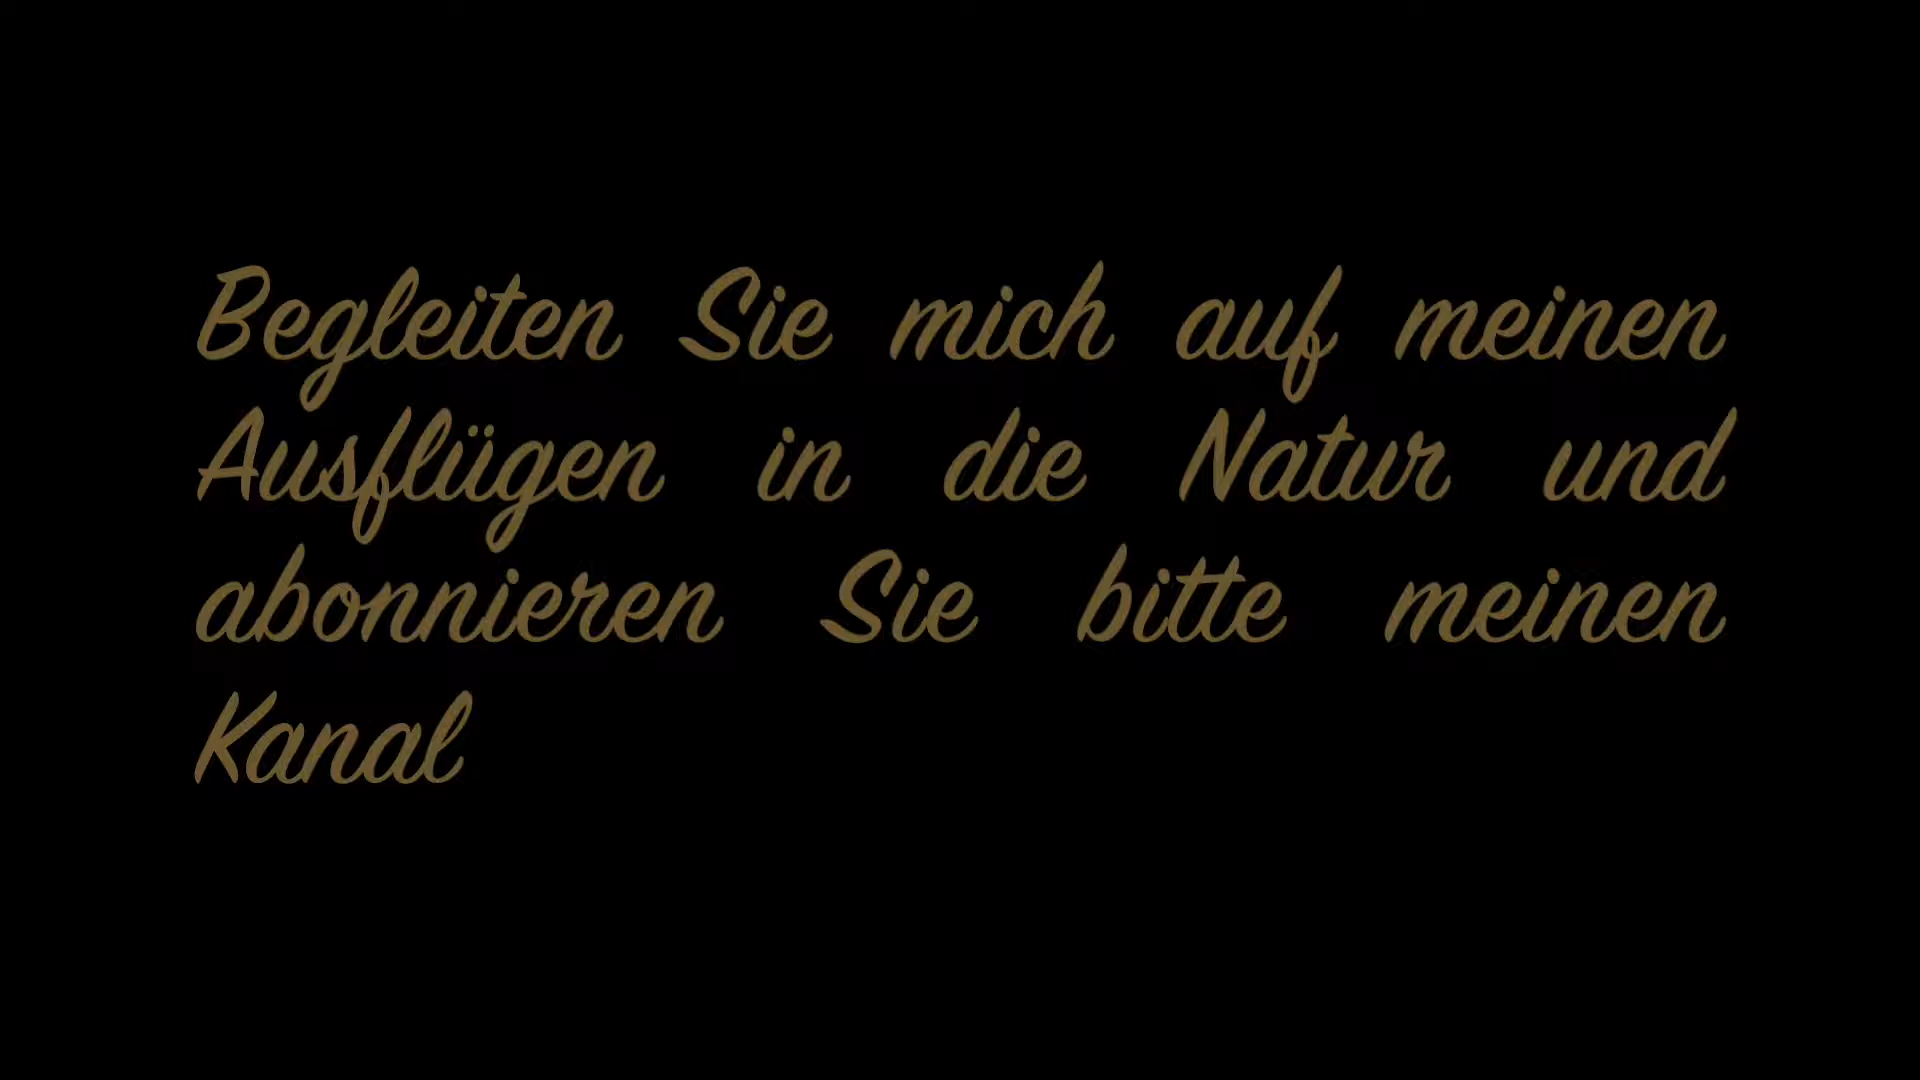 Begleiten Sie mich auf meinen
Ausflügen in die Natur und
abonnieren Sie bitte meinen
Kanal